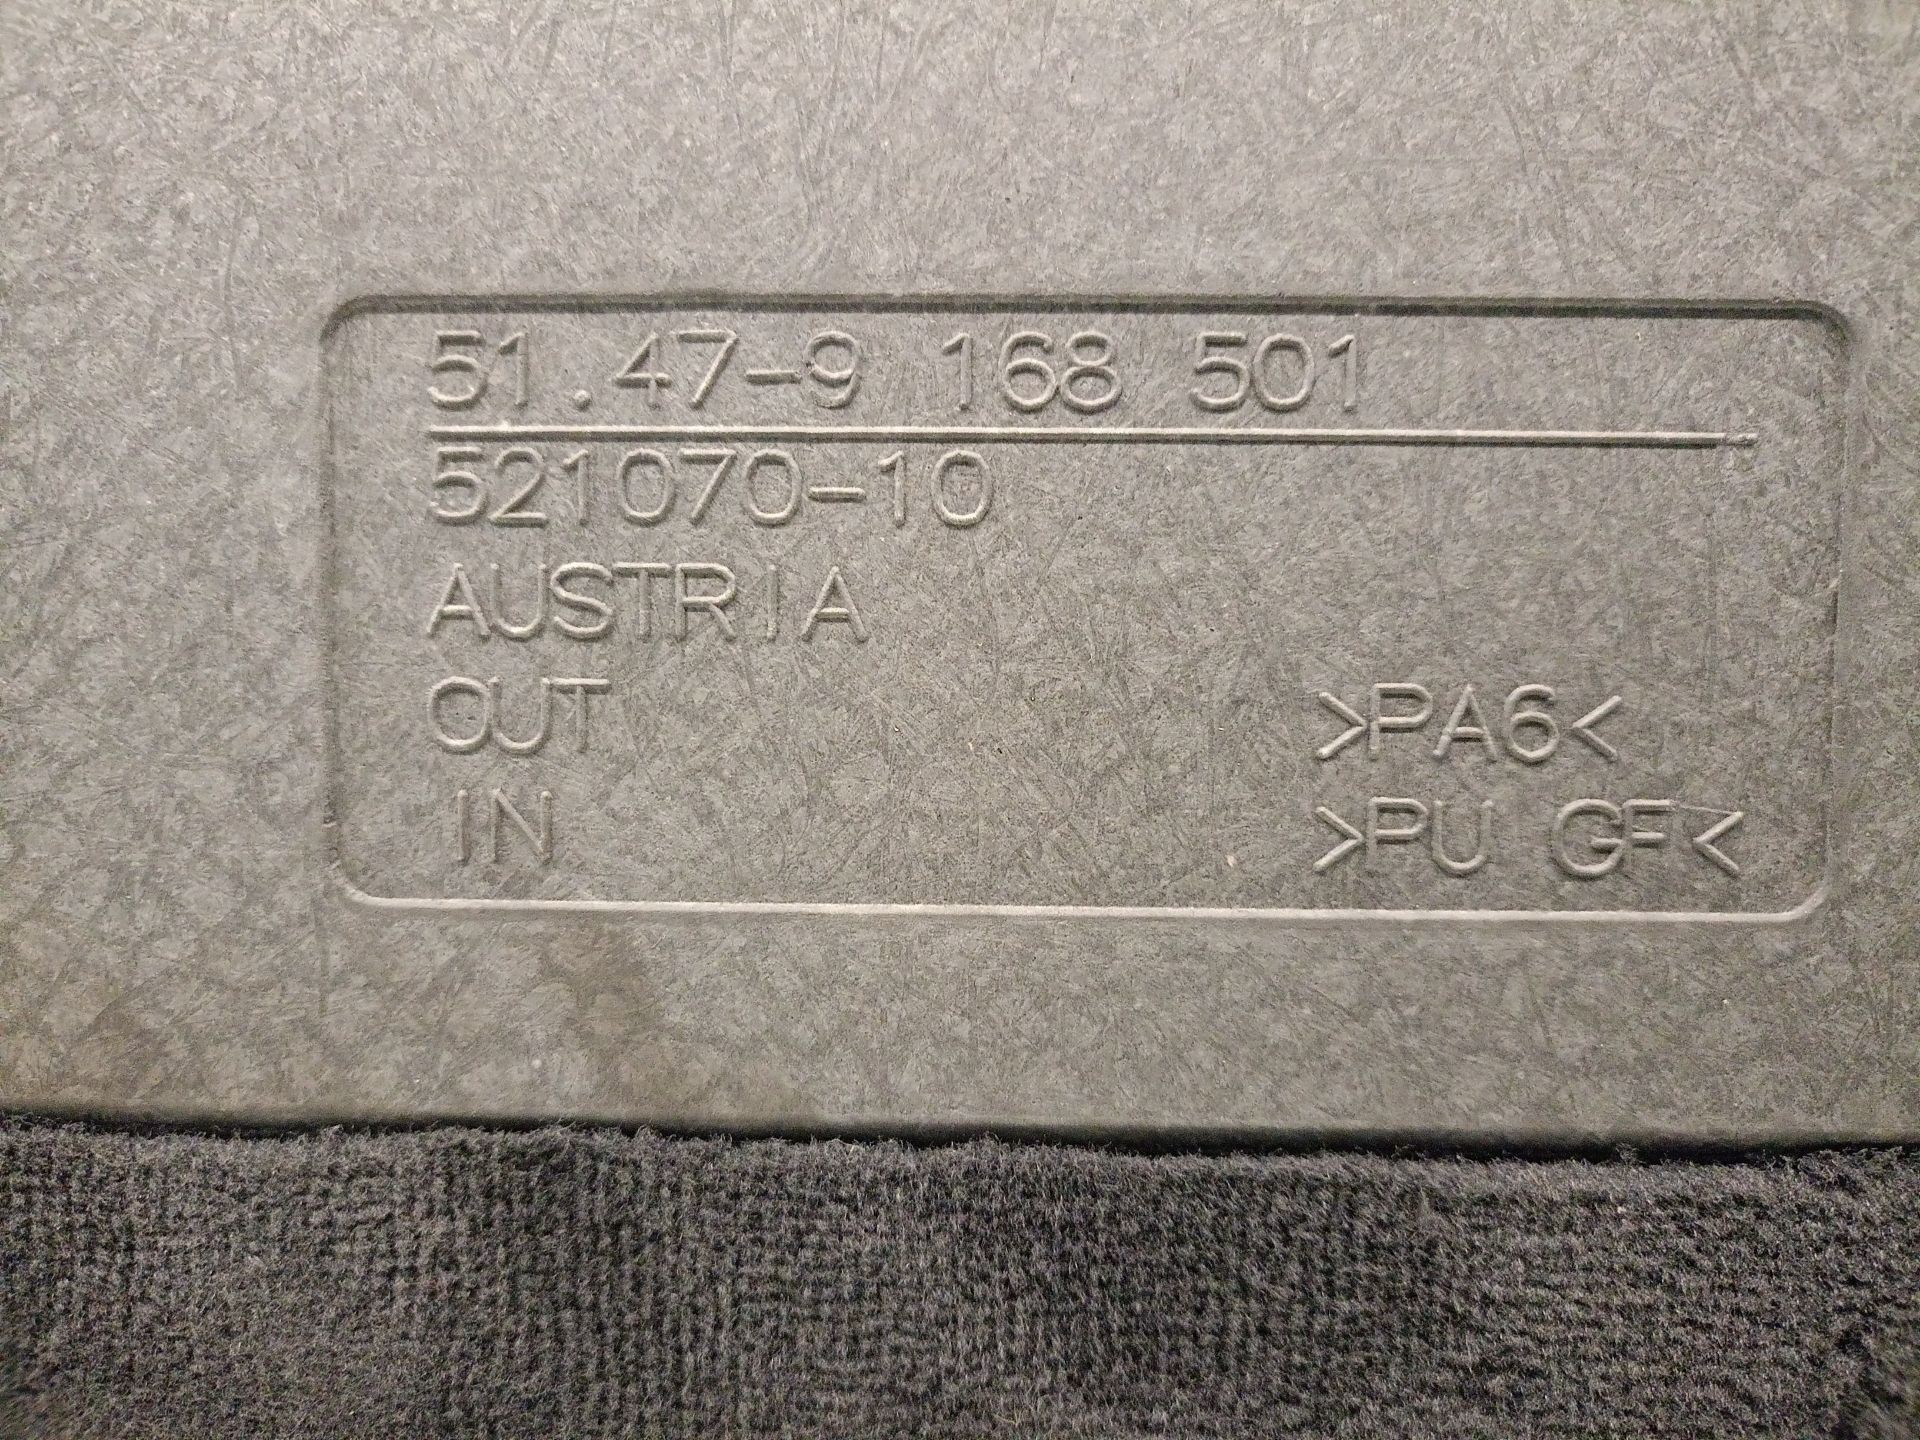 51.47-9 168 501
521070-10
AUSTRIA
OUT >PA6<
IN >PU GF<